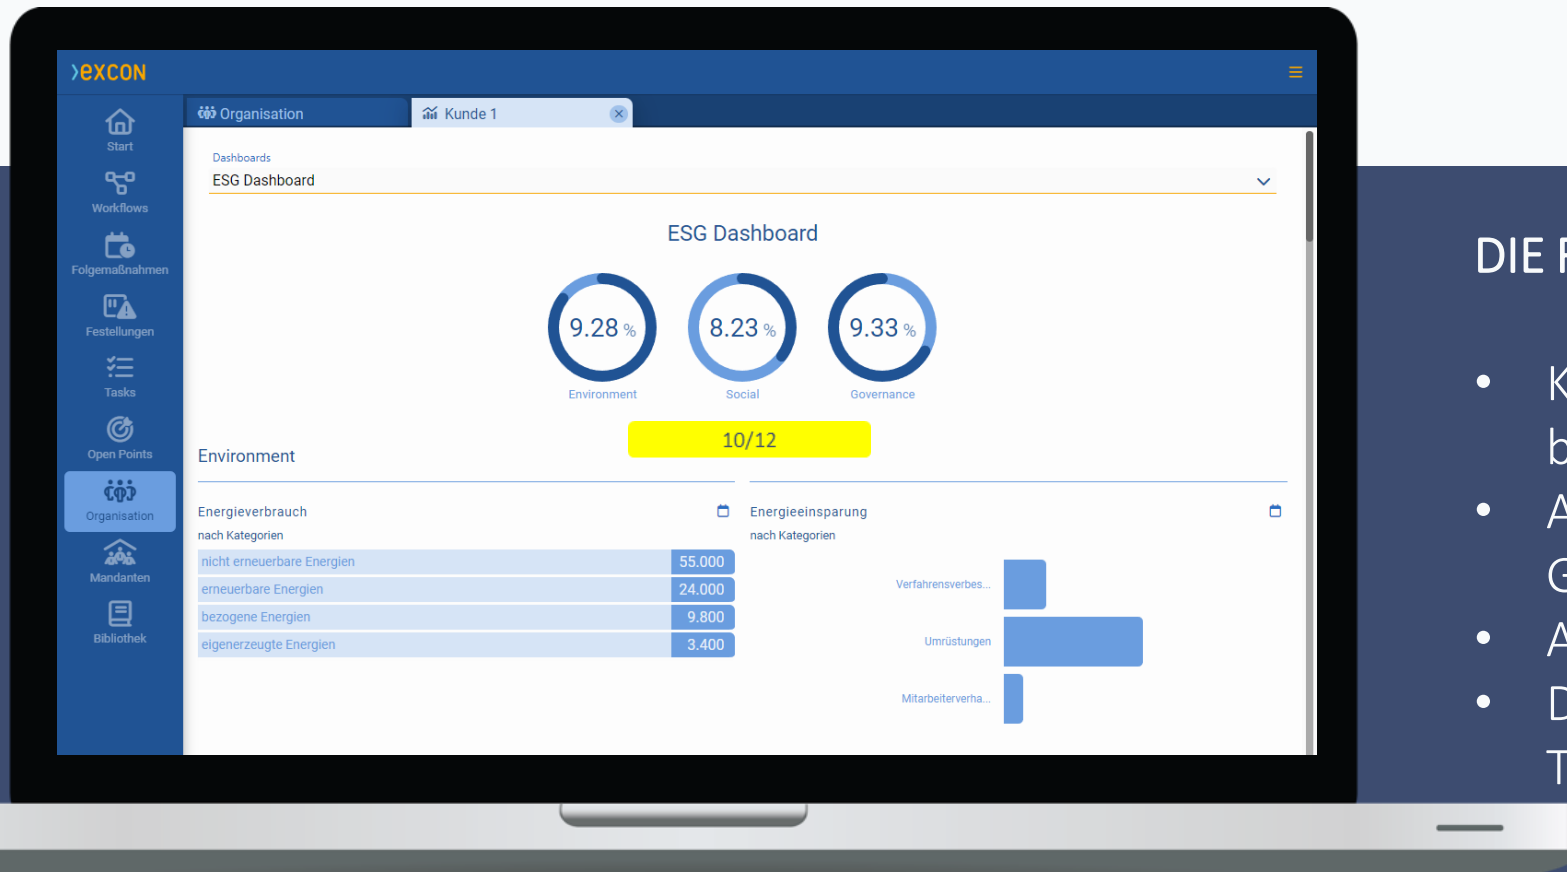 excon
Start
Workflows
Folgemaßnahmen
Festellungen
Tasks
Open Points
Organisation
Mandanten
Bibliothek
Organisation
Kunde 1
Dashboards
ESG Dashboard
ESG Dashboard
9.28 %
8.23 %
9.33 %
Environment
Social
Governance
10/12
Environment
Energieverbrauch
nach Kategorien
nicht erneuerbare Energien 55.000
erneuerbare Energien 24.000
bezogene Energien 9.800
eigenerzeugte Energien 3.400
Energieeinsparung
nach Kategorien
Verfahrensverbes...
Umrüstungen
Mitarbeiterverha...
DIE